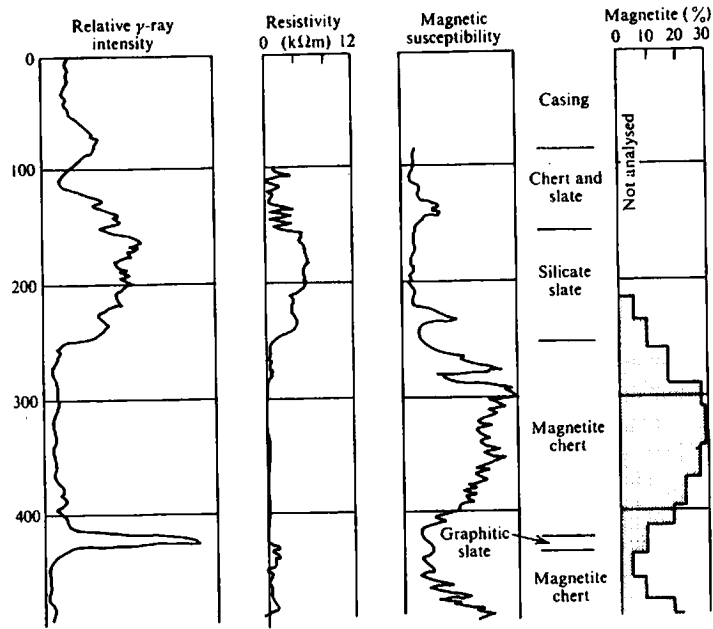 Relative γ-ray
intensity
Resistivity
0 (kΩm) 12
Magnetic
susceptibility
Magnetite (%)
0 10 20 30
0
100
200
300
400
Casing
Chert and
slate
Silicate
slate
Magnetite
chert
Graphitic
slate
Magnetite
chert
Not analysed